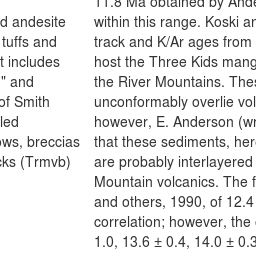 d andesite
tuffs and
t includes
" and
of Smith
led
ows, breccias
cks (Trmvb)
11.8 Ma obtained by Ande
within this range. Koski an
track and K/Ar ages from
host the Three Kids mang
the River Mountains. Thes
unconformably overlie vol
however, E. Anderson (wr
that these sediments, her
are probably interlayered
Mountain volcanics. The f
and others, 1990, of 12.4
correlation; however, the
1.0, 13.6 ± 0.4, 14.0 ± 0.3